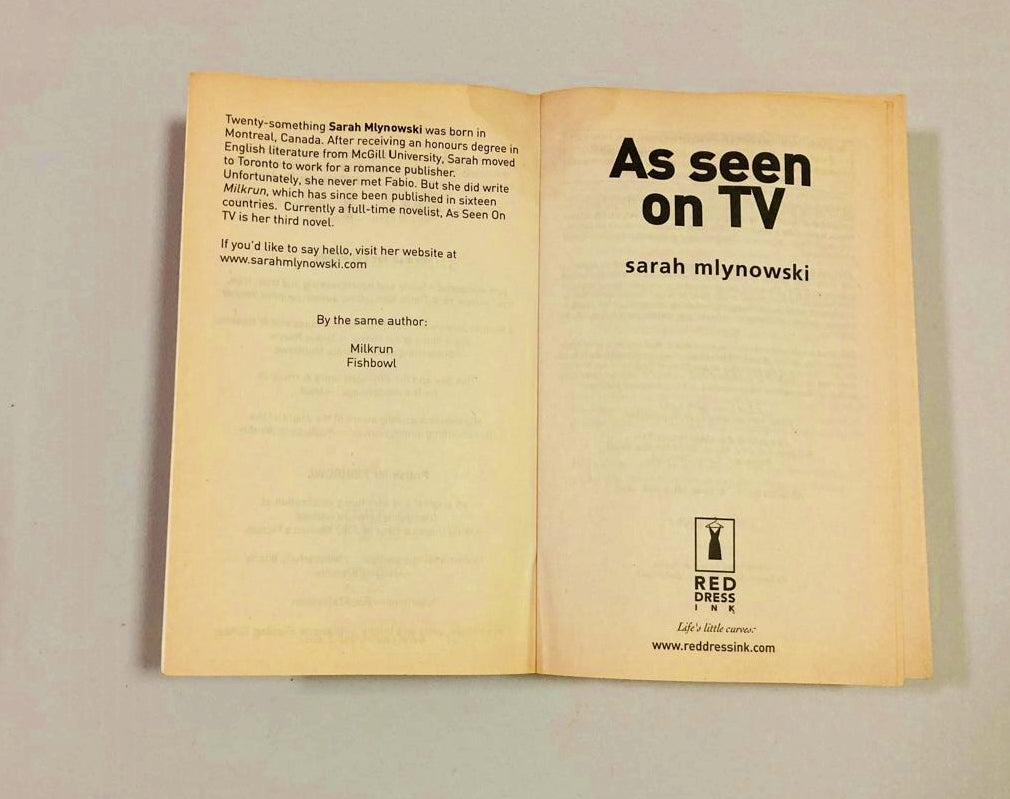 Twenty-something Sarah Mlynowski was born in
Montreal, Canada. After receiving an honours degree in
English literature from McGill University, Sarah moved
to Toronto to work for a romance publisher.
Unfortunately, she never met Fabio. But she did write
Milkrun, which has since been published in sixteen
countries. Currently a full-time novelist, As Seen On
TV is her third novel.
If you'd like to say hello, visit her website at
www.sarahmlynowski.com
By the same author:
Milkrun
Fishbowl
As seen
on TV
sarah mlynowski
RED
DRESS
INK
Life's little curves.
www.reddressink.com